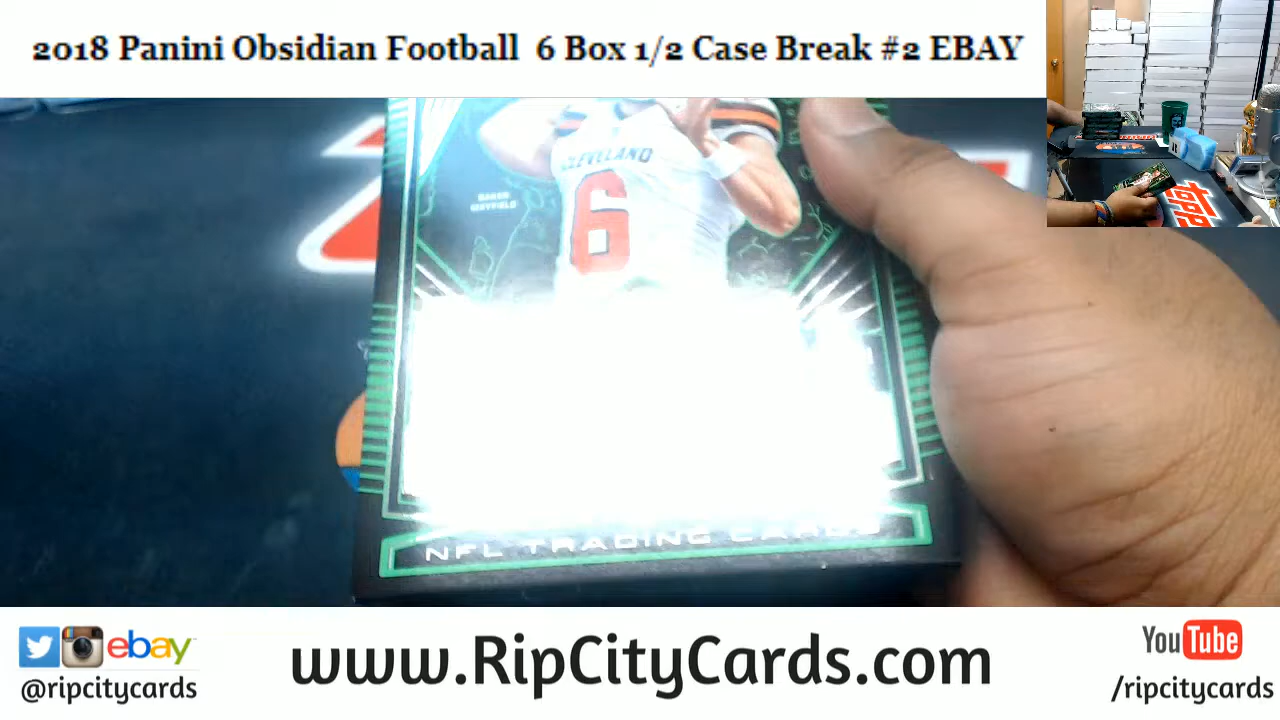 2018 Panini Obsidian Football 6 Box 1/2 Case Break #2 EBAY
CLEVELAND
BAKER
MAYFIELD
6
NFL TRADING CARDS
topps
ebay
@ripcitycards
www.RipCityCards.com
YouTube
/ripcitycards